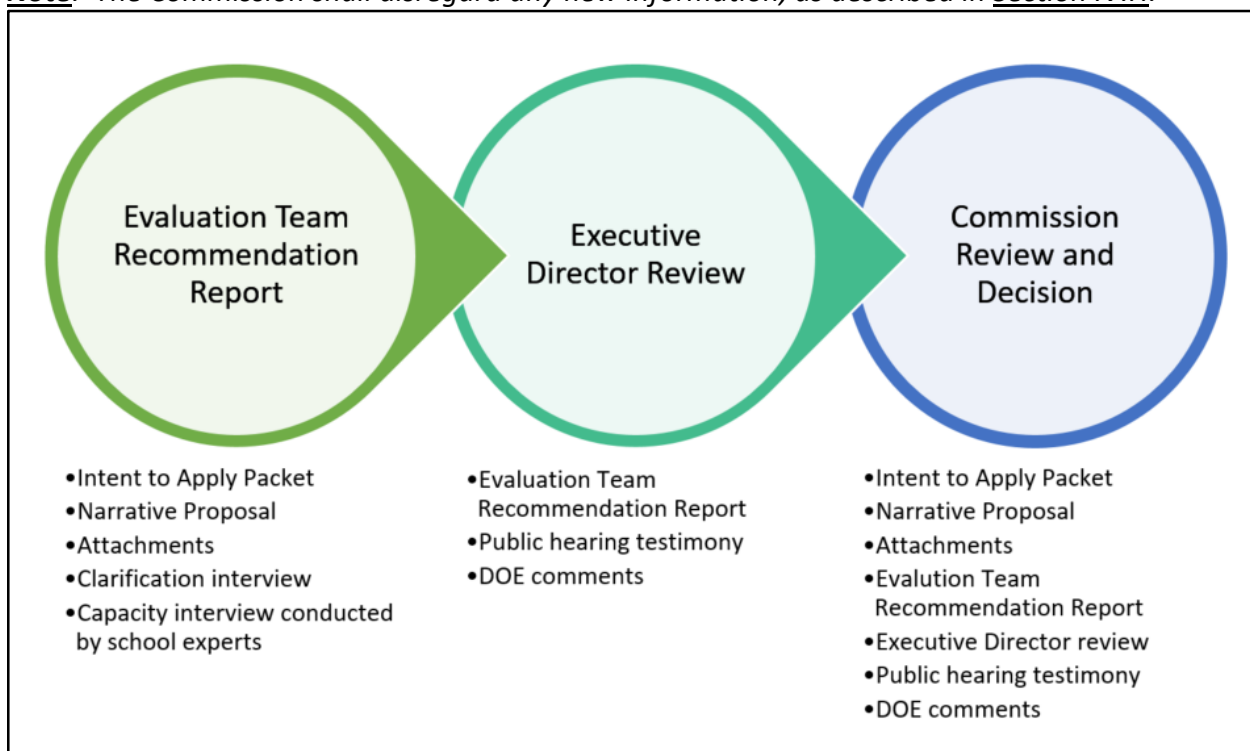 Note: The Commission shall disregard any new information, as described in Section
Evaluation Team
Recommendation
Report
Executive
Director Review
Commission
Review and
Decision
•Intent to Apply Packet
•Narrative Proposal
•Attachments
•Clarification interview
•Capacity interview conducted
by school experts
•Evaluation Team
Recommendation Report
•Public hearing testimony
•DOE comments
•Intent to Apply Packet
•Narrative Proposal
•Attachments
•Evalution Team
Recommendation Report
•Executive Director review
•Public hearing testimony
•DOE comments